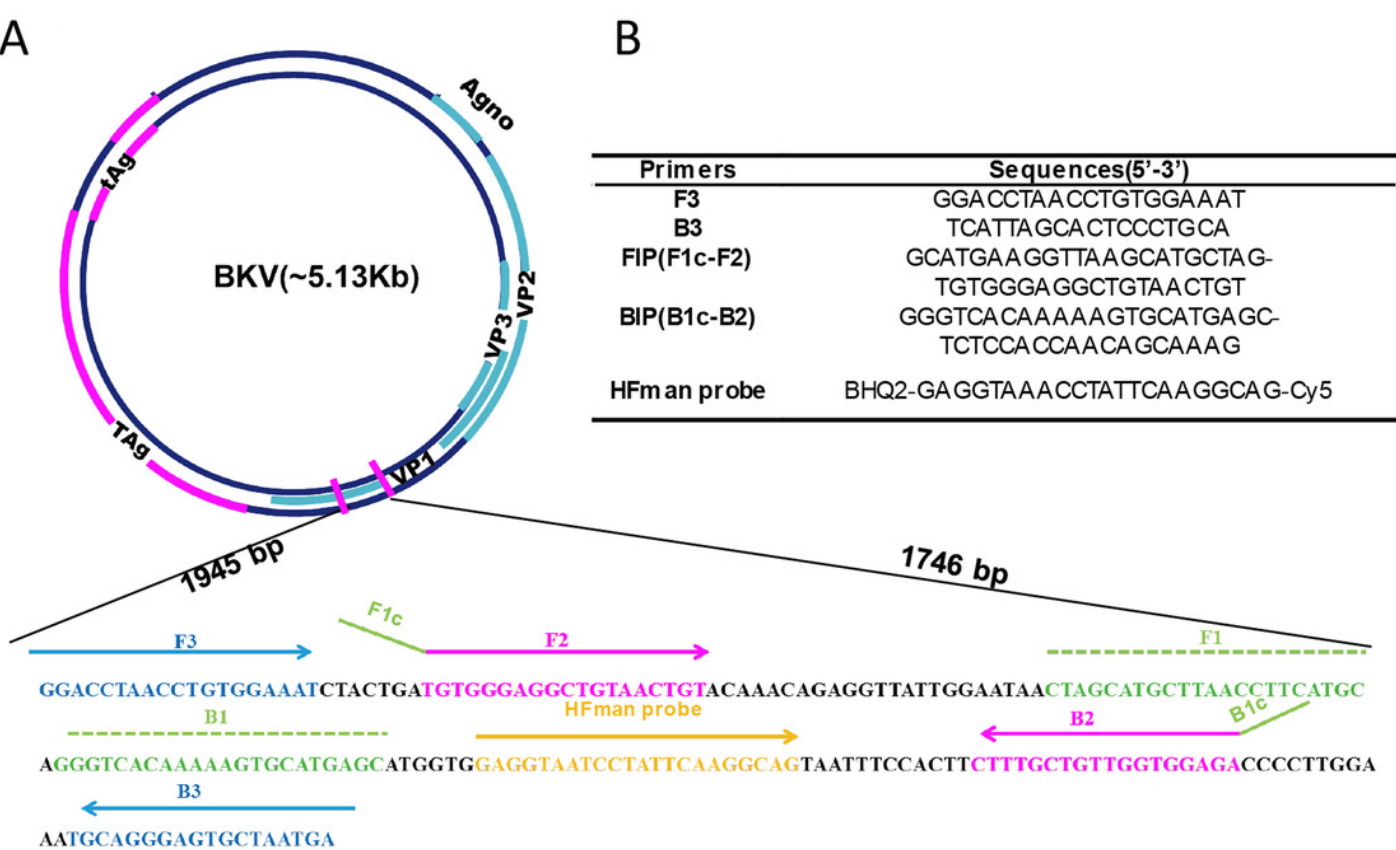 A
B
Agno
tAg
BKV(~5.13Kb)
VP2
VP3
TAg
VP1
Primers Sequences(5'-3')
F3 GGACCTAACCTGTGGAAAT
B3 TCATTAGCACTCCCTGCA
FIP(F1c-F2) GCATGAAGGTTAAGCATGCTAG-
TGTGGGAGGCTGTAACTGT
BIP(B1c-B2) GGGTCACAAAAAGTGCATGAGC-
TCTCCACCAACAGCAAAG
HFman probe BHQ2-GAGGTAAACCTATTCAAGGCAG-Cy5
1945 bp
1746 bp
F3 F1c F2 F1
GGACCTAACCTGTGGAAATCTACTGATGTGGGAGGCTGTAACTGTACAAACAGAGGTTATTGGAATAACTAGCATGCTTAACCTTCATGC
B1 HFman probe B2 B1c
AGGGTCACAAAAAGTGCATGAGCATGGTGGGAGGTAATCCTATTCAAGGCAGTAATTTCCACTTCTTTGCTGTTGGTGGAGACCCCTTGGA
B3
AATGCAGGGAGTGCTAATGA